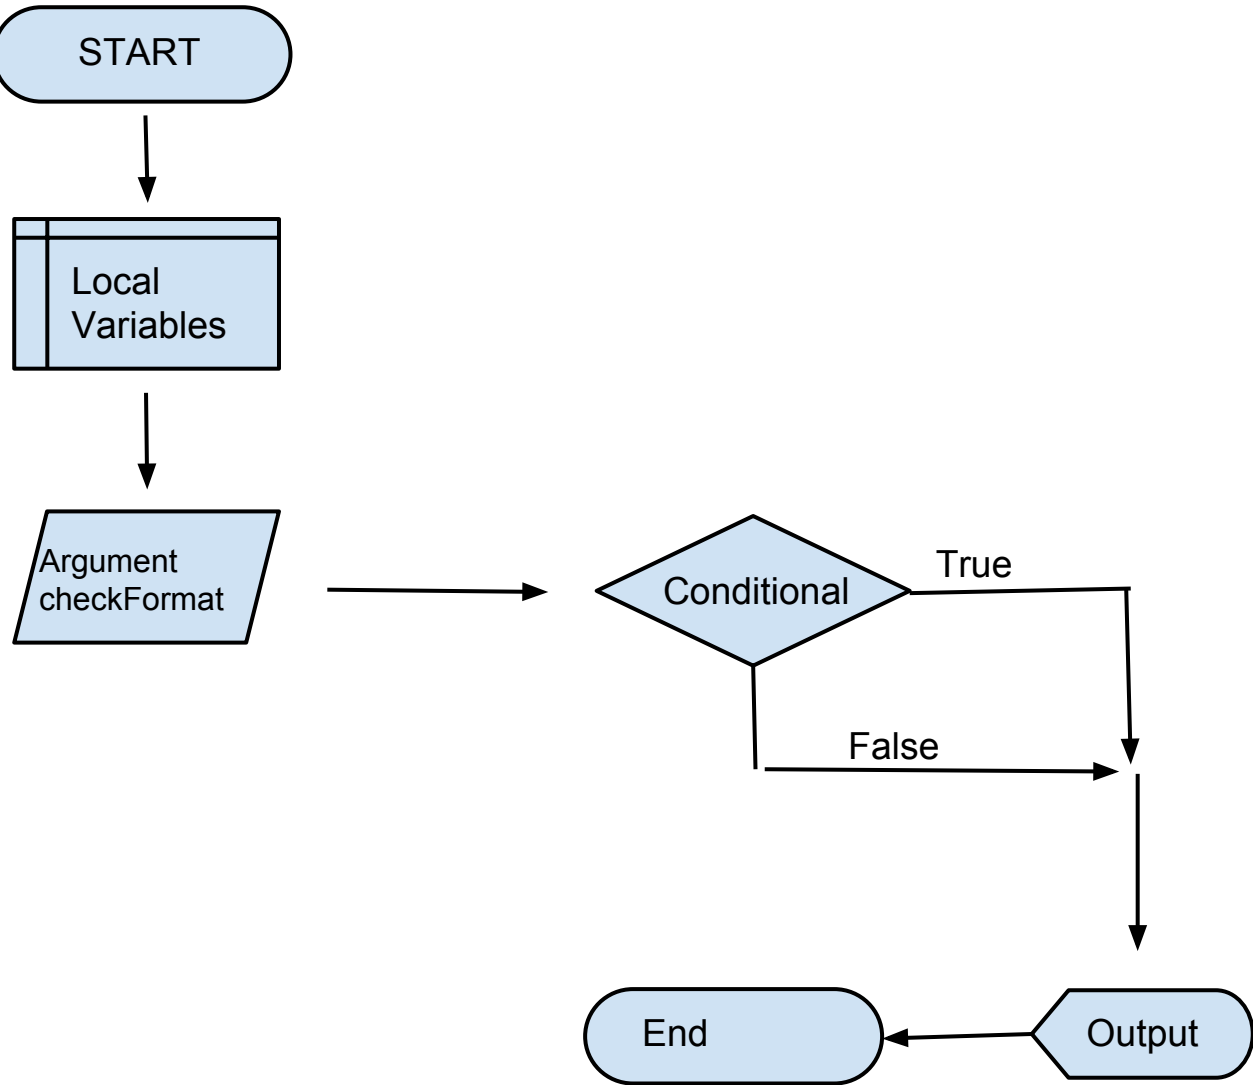 START
Local
Variables
Argument
checkFormat
Conditional
True
False
End
Output